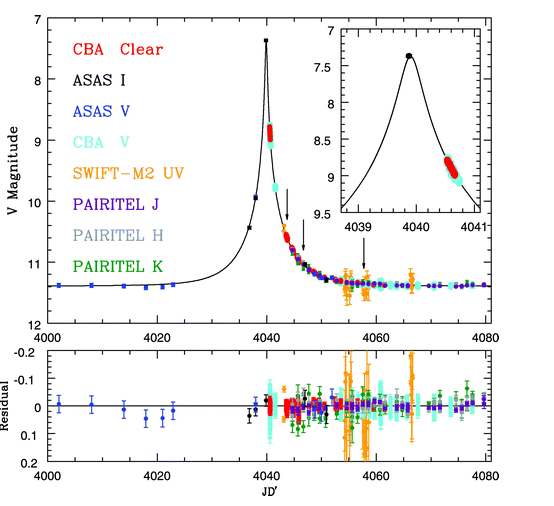 7
8
9
10
11
12
V Magnitude
CBA Clear
ASAS I
ASAS V
CBA V
SWIFT-M2 UV
PAIRITEL J
PAIRITEL H
PAIRITEL K
7
7.5
8
8.5
9
9.5
4039 4040 4041
4000 4020 4040 4060 4080
-0.2
-0.1
0
0.1
0.2
Residual
4000 4020 4040 4060 4080
JD'